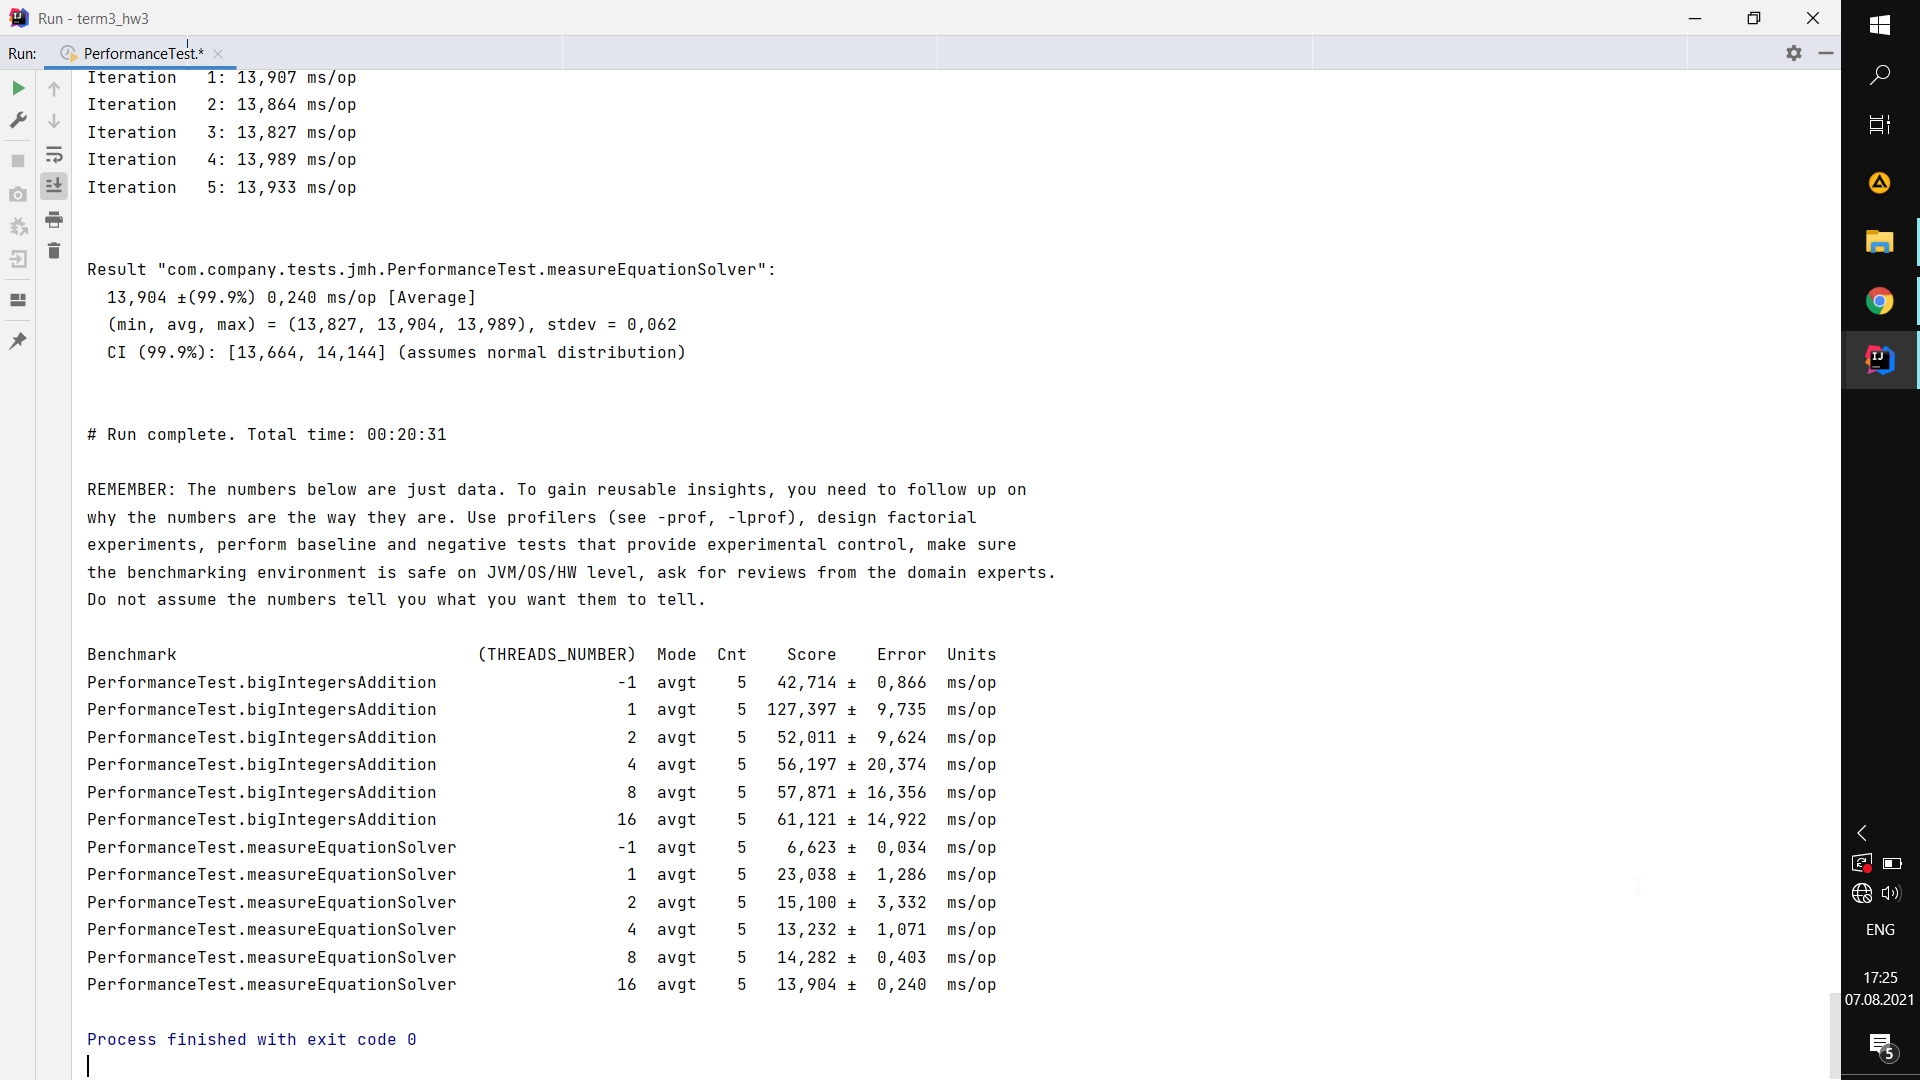 Run - term3_hw3
Run: PerformanceTest.*
Iteration   1: 13,907 ms/op
Iteration   2: 13,864 ms/op
Iteration   3: 13,827 ms/op
Iteration   4: 13,989 ms/op
Iteration   5: 13,933 ms/op
Result "com.company.tests.jmh.PerformanceTest.measureEquationSolver":
  13,904 ±(99.9%) 0,240 ms/op [Average]
  (min, avg, max) = (13,827, 13,904, 13,989), stdev = 0,062
  CI (99.9%): [13,664, 14,144] (assumes normal distribution)
# Run complete. Total time: 00:20:31
REMEMBER: The numbers below are just data. To gain reusable insights, you need to follow up on
why the numbers are the way they are. Use profilers (see -prof, -lprof), design factorial
experiments, perform baseline and negative tests that provide experimental control, make sure
the benchmarking environment is safe on JVM/OS/HW level, ask for reviews from the domain experts.
Do not assume the numbers tell you what you want them to tell.
Benchmark                              (THREADS_NUMBER)  Mode  Cnt    Score    Error  Units
PerformanceTest.bigIntegersAddition                  -1  avgt    5   42,714 ±  0,866  ms/op
PerformanceTest.bigIntegersAddition                   1  avgt    5  127,397 ±  9,735  ms/op
PerformanceTest.bigIntegersAddition                   2  avgt    5   52,011 ±  9,624  ms/op
PerformanceTest.bigIntegersAddition                   4  avgt    5   56,197 ± 20,374  ms/op
PerformanceTest.bigIntegersAddition                   8  avgt    5   57,871 ± 16,356  ms/op
PerformanceTest.bigIntegersAddition                  16  avgt    5   61,121 ± 14,922  ms/op
PerformanceTest.measureEquationSolver                -1  avgt    5    6,623 ±  0,034  ms/op
PerformanceTest.measureEquationSolver                 1  avgt    5   23,038 ±  1,286  ms/op
PerformanceTest.measureEquationSolver                 2  avgt    5   15,100 ±  3,332  ms/op
PerformanceTest.measureEquationSolver                 4  avgt    5   13,232 ±  1,071  ms/op
PerformanceTest.measureEquationSolver                 8  avgt    5   14,282 ±  0,403  ms/op
PerformanceTest.measureEquationSolver                16  avgt    5   13,904 ±  0,240  ms/op
Process finished with exit code 0
IJ
ENG
17:25
07.08.2021
5